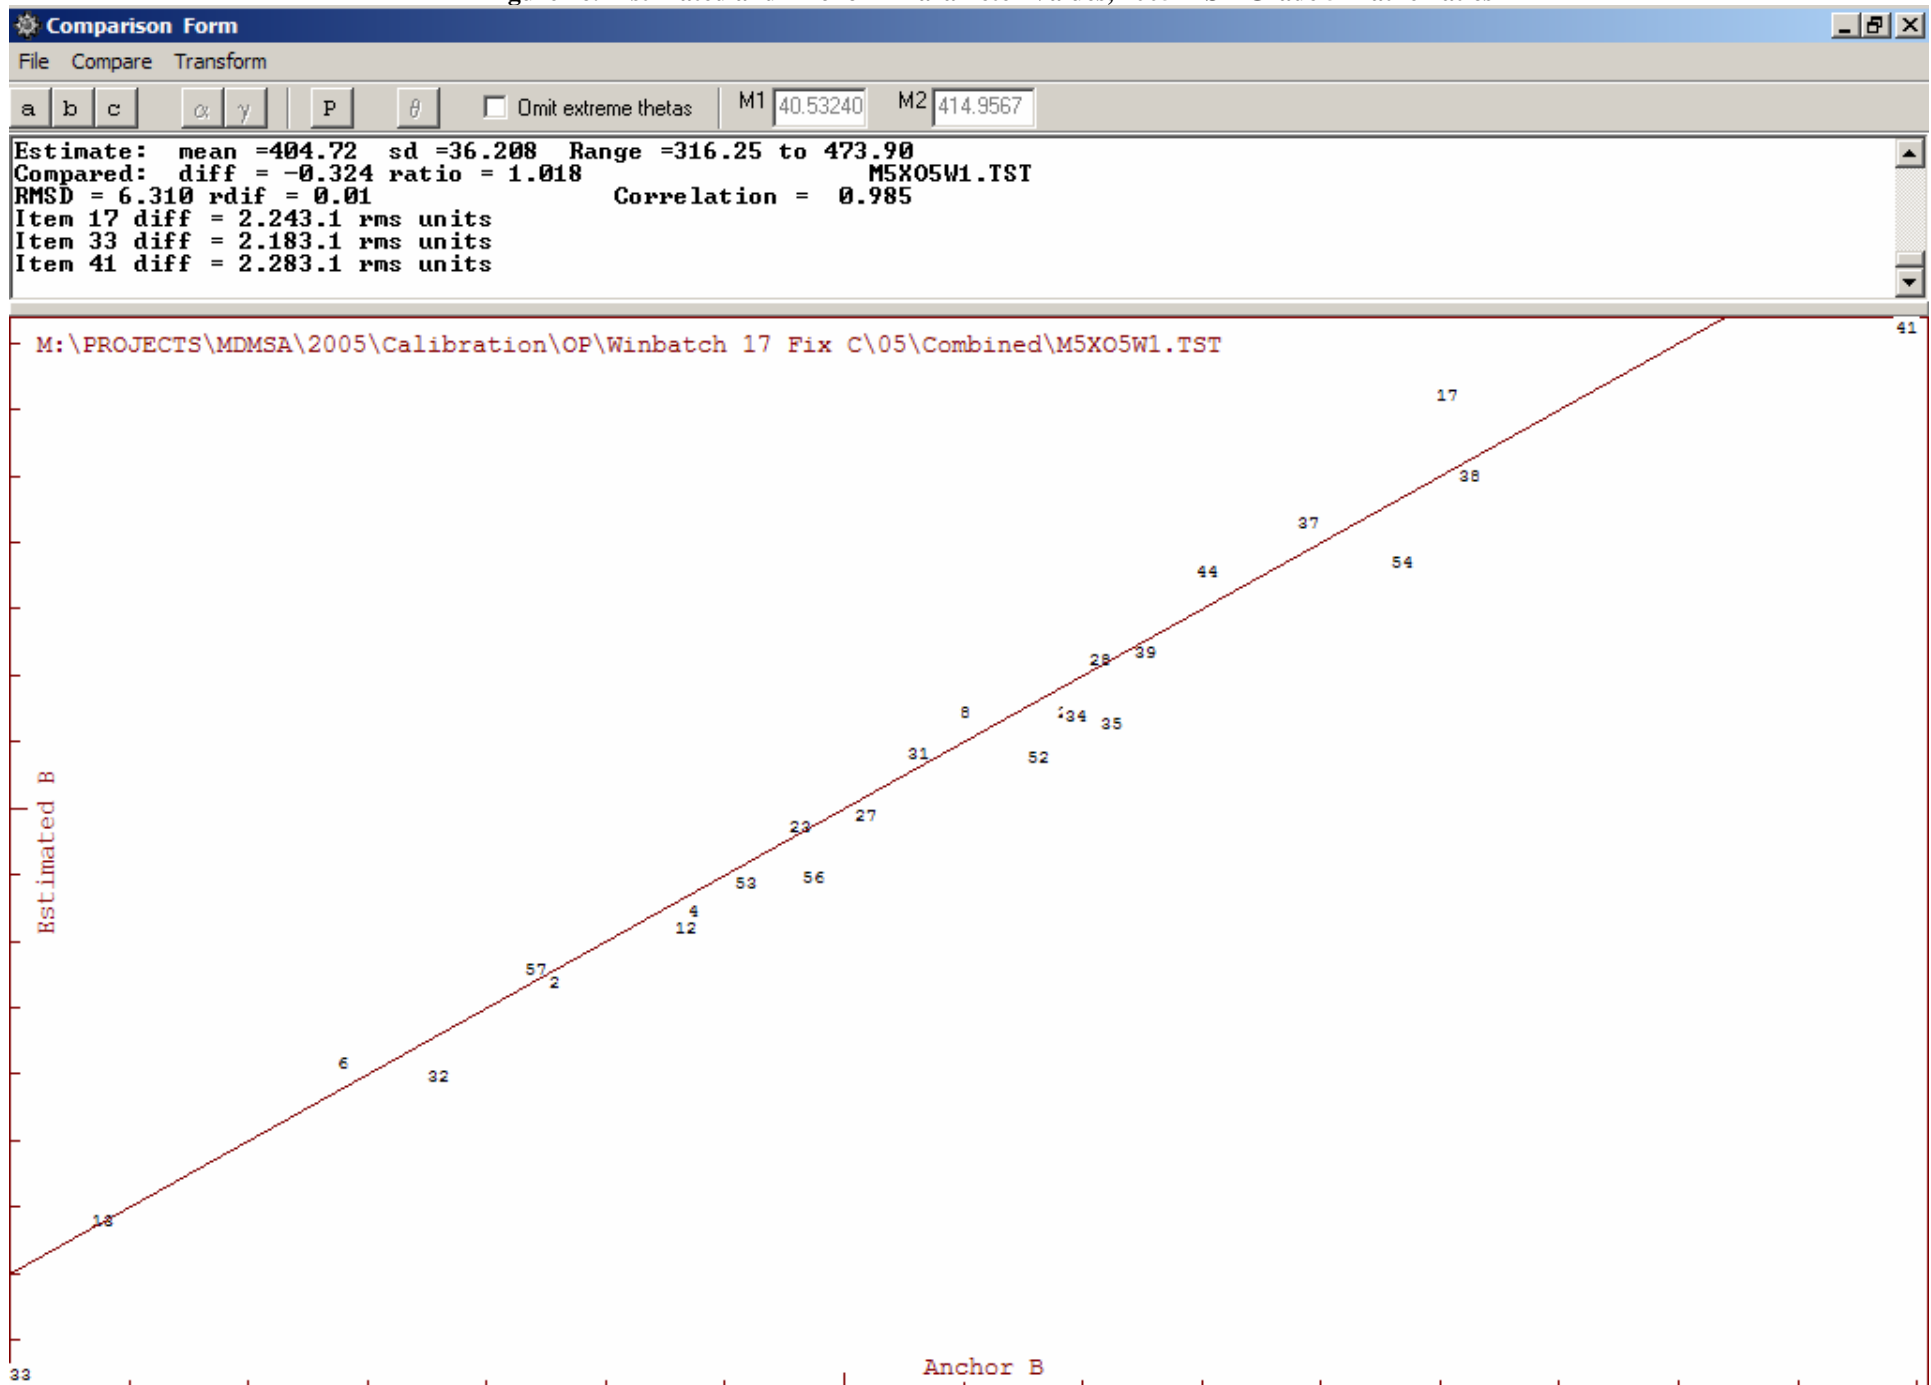 Comparison Form
File Compare Transform
a b c α γ P θ Omit extreme thetas M1 40.53240 M2 414.9567
Estimate: mean =404.72 sd =36.208 Range =316.25 to 473.90
Compared: diff = -0.324 ratio = 1.018 M5XO5W1.TST
RMSD = 6.310 rdif = 0.01 Correlation = 0.985
Item 17 diff = 2.243.1 rms units
Item 33 diff = 2.183.1 rms units
Item 41 diff = 2.283.1 rms units
41
M:\PROJECTS\MDMSA\2005\Calibration\OP\Winbatch 17 Fix C\05\Combined\M5XO5W1.TST
17
38
37
54
44
39
28
8
34
35
31
52
27
23
56
53
4
12
57
2
6
32
18
Estimated B
Anchor B
33